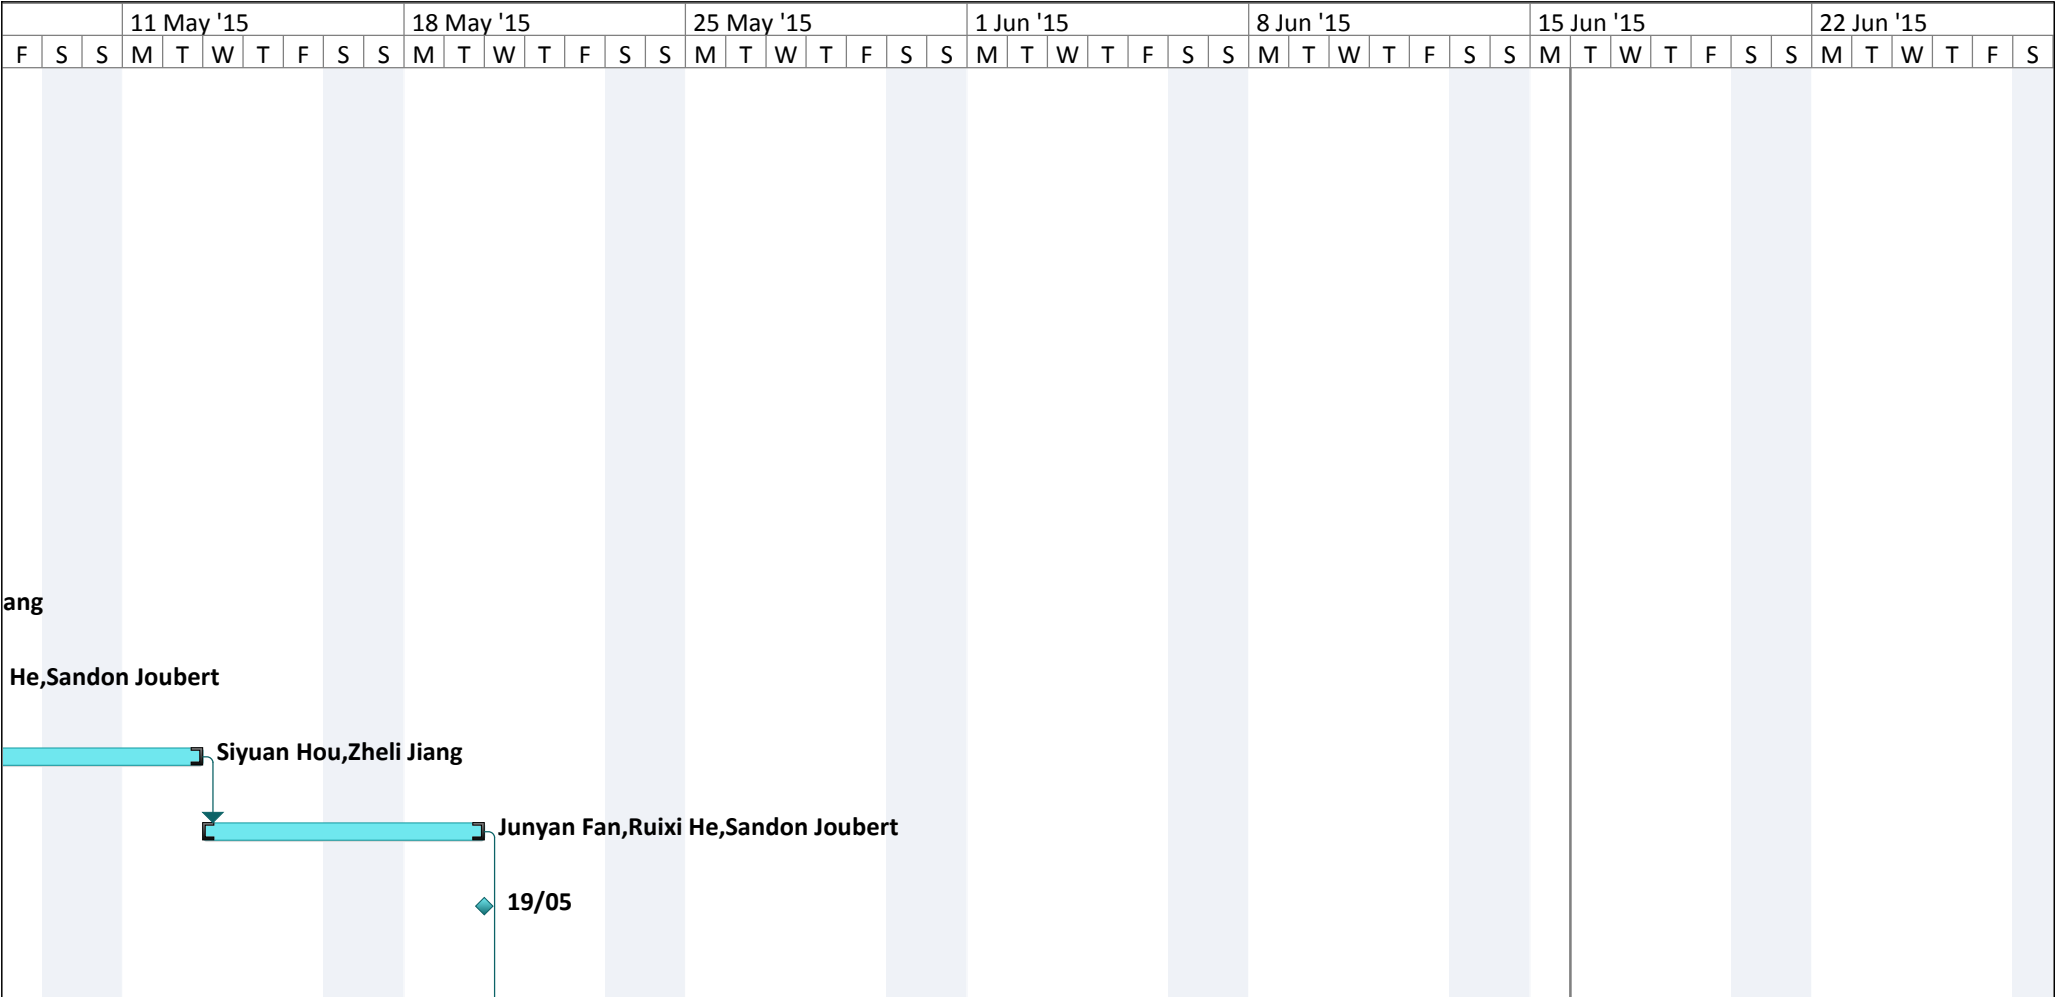 11 May '15 18 May '15 25 May '15 1 Jun '15 8 Jun '15 15 Jun '15 22 Jun '15
F S S M T W T F S S M T W T F S S M T W T F S S M T W T F S S M T W T F S S M T W T F S S M T W T F S
ang
He,Sandon Joubert
Siyuan Hou,Zheli Jiang
Junyan Fan,Ruixi He,Sandon Joubert
19/05